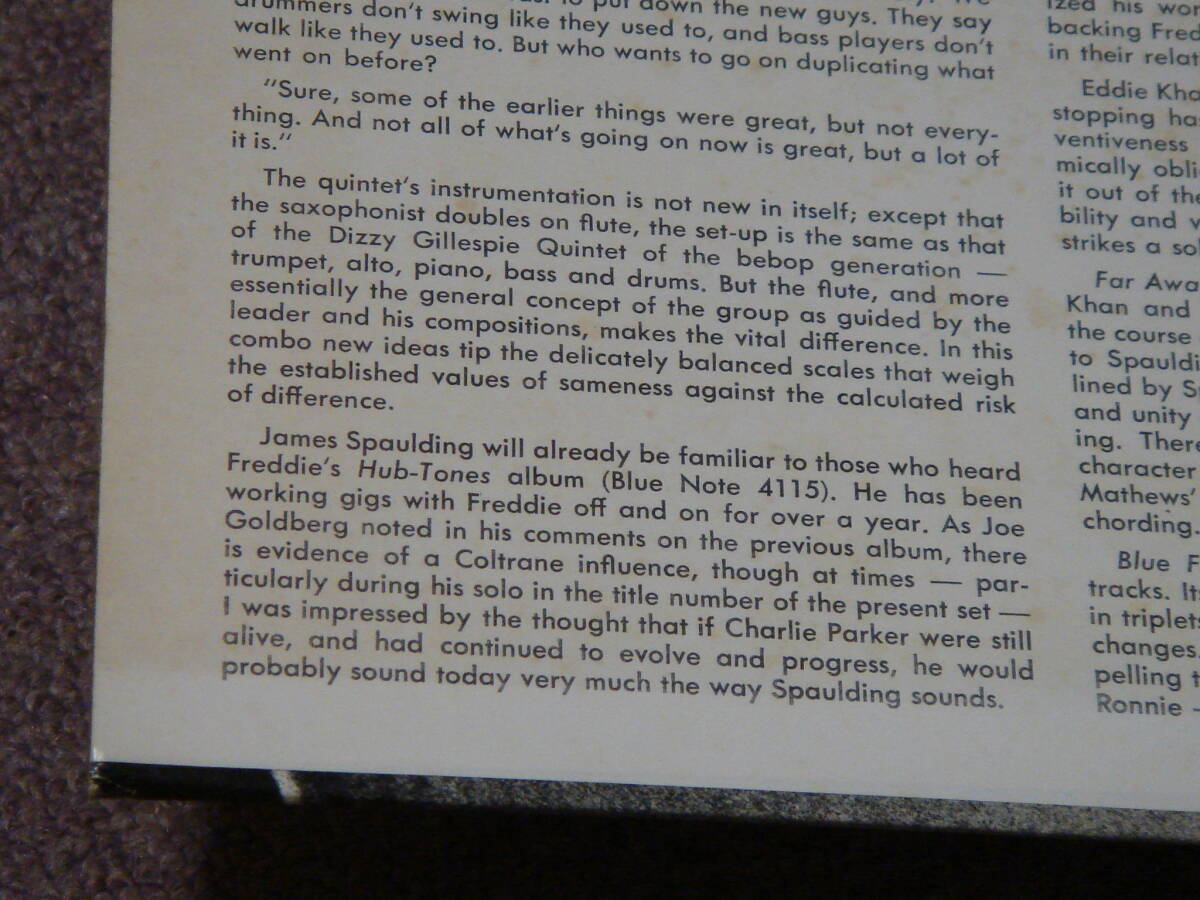 to put down the new guys. They say
drummers don't swing like they used to, and bass players don't
walk like they used to. But who wants to go on duplicating what
went on before?
"Sure, some of the earlier things were great, but not every-
thing. And not all of what's going on now is great, but a lot of
it is."
The quintet's instrumentation is not new in itself; except that
the saxophonist doubles on flute, the set-up is the same as that
of the Dizzy Gillespie Quintet of the bebop generation —
trumpet, alto, piano, bass and drums. But the flute, and more
essentially the general concept of the group as guided by the
leader and his compositions, makes the vital difference. In this
combo new ideas tip the delicately balanced scales that weigh
the established values of sameness against the calculated risk
of difference.
James Spaulding will already be familiar to those who heard
Freddie's Hub-Tones album (Blue Note 4115). He has been
working gigs with Freddie off and on for over a year. As Joe
Goldberg noted in his comments on the previous album, there
is evidence of a Coltrane influence, though at times — par-
ticularly during his solo in the title number of the present set —
I was impressed by the thought that if Charlie Parker were still
alive, and had continued to evolve and progress, he would
probably sound today very much the way Spaulding sounds.
ized his wor
backing Fred
in their relat
Eddie Kha
stopping ha
ventiveness
mically obli
it out of the
bility and v
strikes a so
Far Awa
Khan and
the course
to Spauldi
lined by S
and unity
ing. There
character
Mathews'
chording.
Blue F
tracks. It
in triplets
changes.
pelling t
Ronnie –